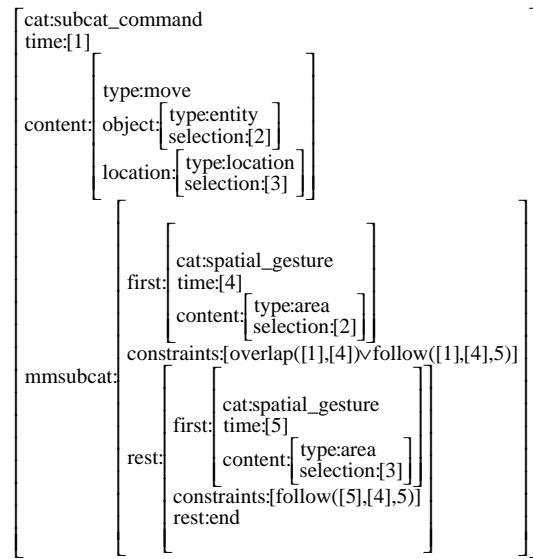 cat:subcat_command
time:[1]
content:
type:move
object:
type:entity
selection:[2]
location:
type:location
selection:[3]
mmsubcat:
first:
cat:spatial_gesture
time:[4]
content:
type:area
selection:[2]
constraints:[overlap([1],[4])∨follow([1],[4],5)]
rest:
first:
cat:spatial_gesture
time:[5]
content:
type:area
selection:[3]
constraints:[follow([5],[4],5)]
rest:end